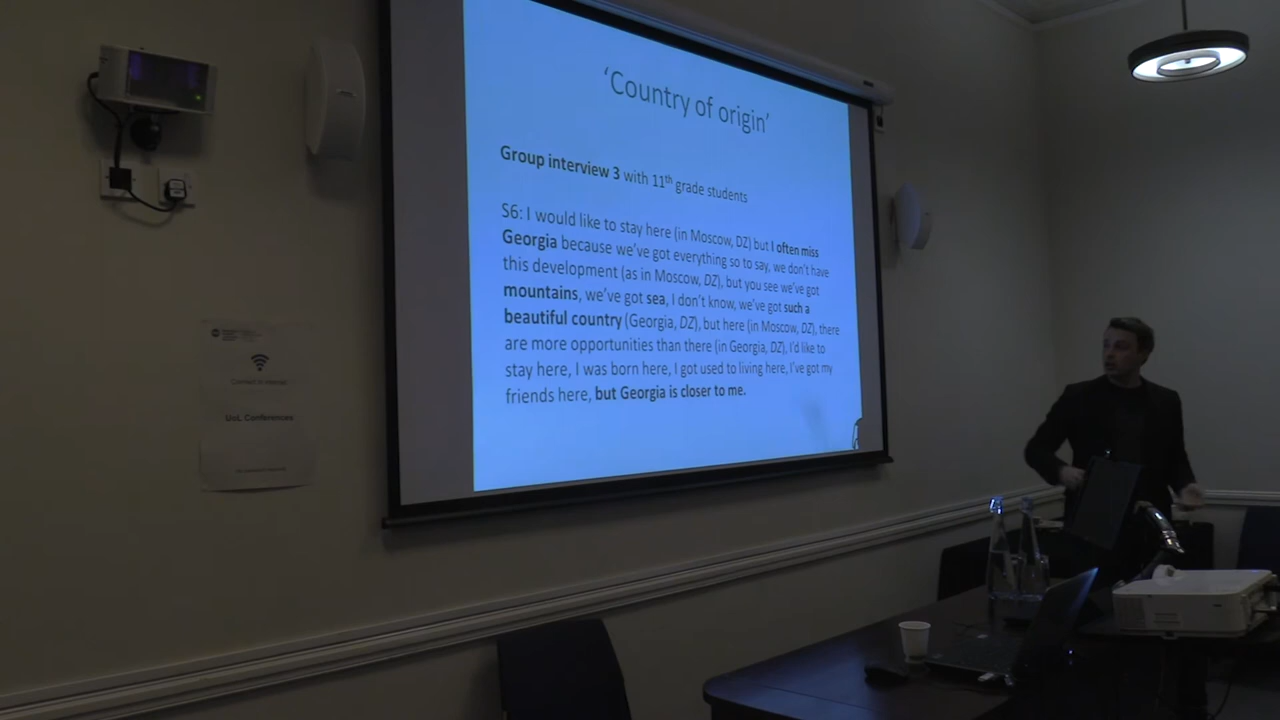 ‘Country of origin’
Group interview 3 with 11th grade students
S6: I would like to stay here (in Moscow, DZ) but I often miss
Georgia because we’ve got everything so to say, we don’t have
this development (as in Moscow, DZ), but you see we’ve got
mountains, we’ve got sea, I don’t know, we’ve got such a
beautiful country (Georgia, DZ), but here (in Moscow, DZ), there
are more opportunities than there (in Georgia, DZ), I’d like to
stay here, I was born here, I got used to living here, I’ve got my
friends here, but Georgia is closer to me.
UoL Conferences